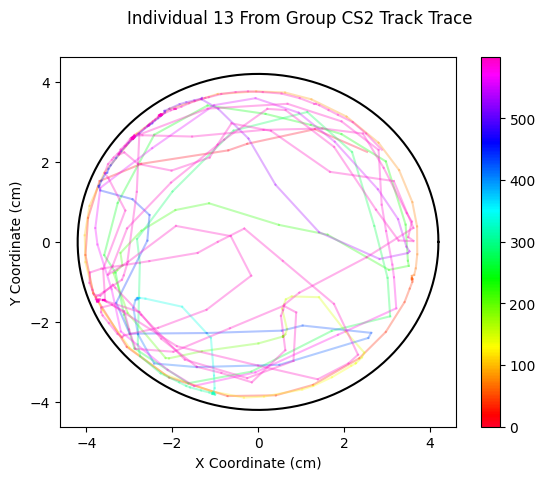 Individual 13 From Group CS2 Track Trace
Y Coordinate (cm)
4
2
0
−2
−4
−4 −2 0 2 4
X Coordinate (cm)
500
400
300
200
100
0